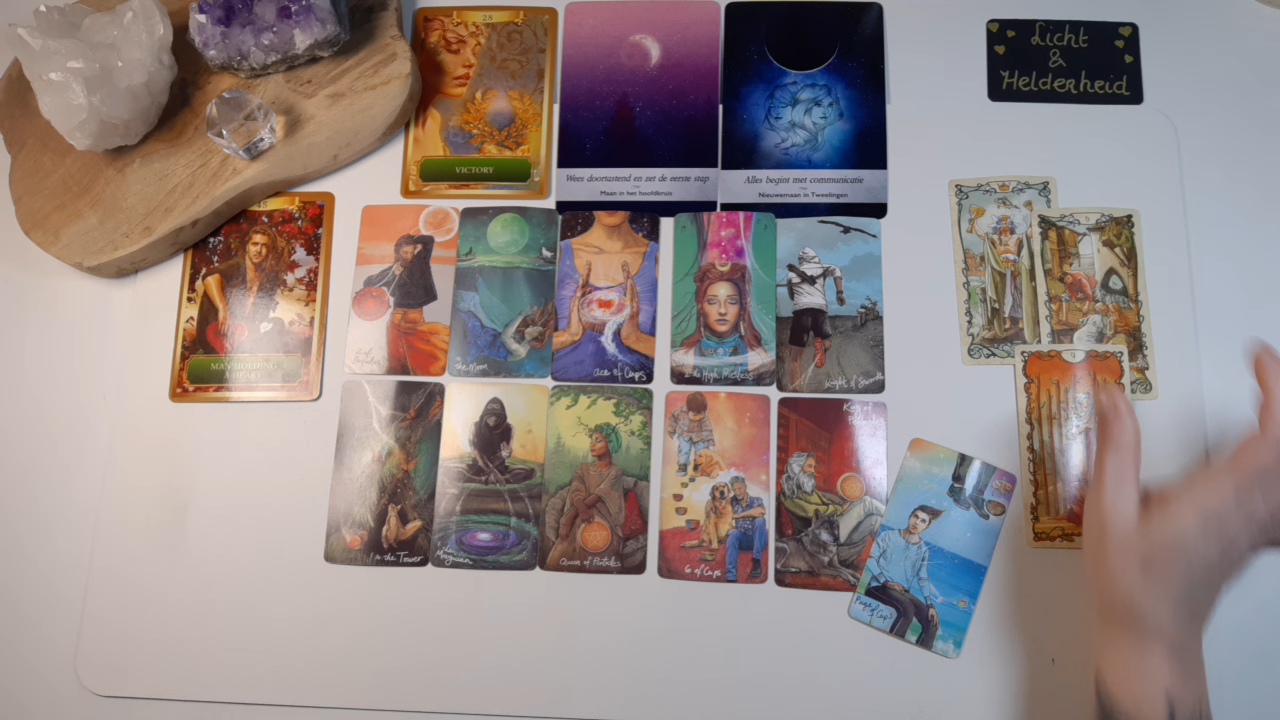 28
VICTORY
Wees doortastend en zet de eerste stap
Maan in het hoofdkruis
Alles begint met communicatie
Nieuwemaan in Tweelingen
Licht
&
Helderheid
MAN HOLDING
A HEART
the Moon
ace of Cups
the High Priestess
Knight of Swords
the Tower
the Magician
Queen of Pentacles
6 of Cups
King of
Pentacles
Page
of Cups